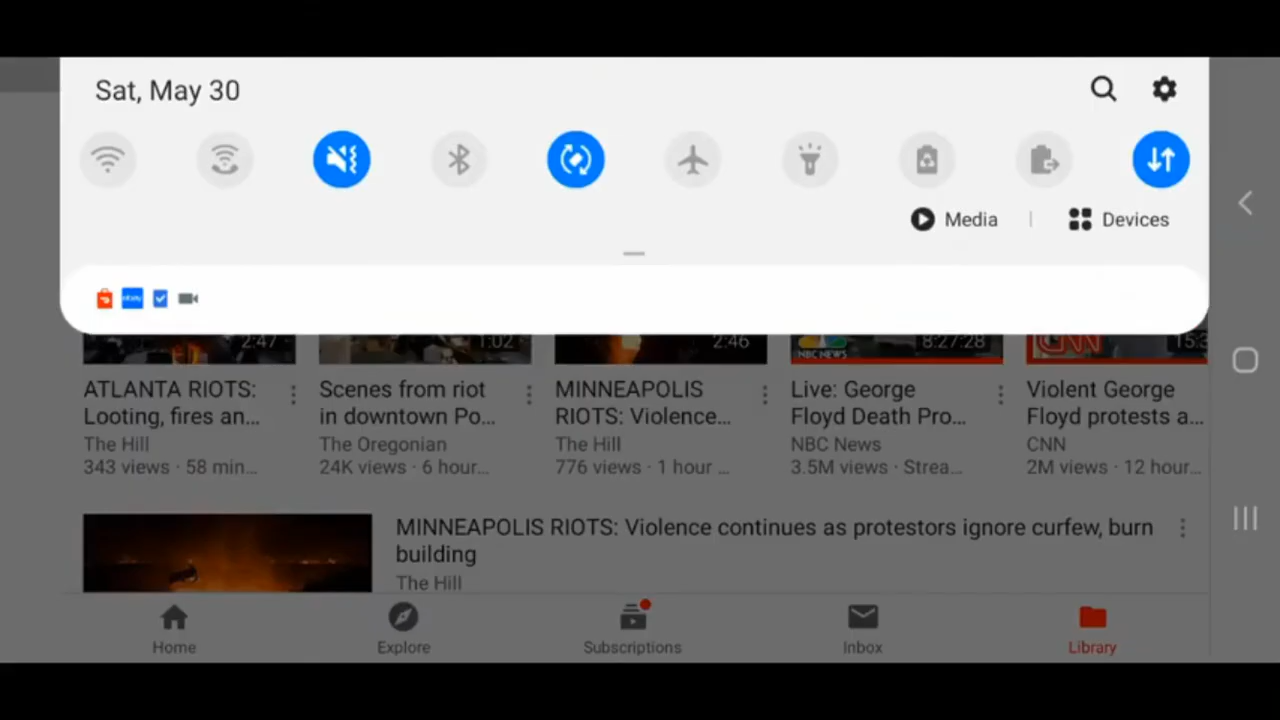 Sat, May 30
Media
Devices
2:47
1:02
2:46
NBC NEWS
8:27:28
CNN
15:3
ATLANTA RIOTS:
Looting, fires an...
The Hill
343 views · 58 min...
Scenes from riot
in downtown Po...
The Oregonian
24K views · 6 hour...
MINNEAPOLIS
RIOTS: Violence...
The Hill
776 views · 1 hour ...
Live: George
Floyd Death Pro...
NBC News
3.5M views · Strea...
Violent George
Floyd protests a...
CNN
2M views · 12 hour...
MINNEAPOLIS RIOTS: Violence continues as protestors ignore curfew, burn
building
The Hill
Home
Explore
Subscriptions
Inbox
Library